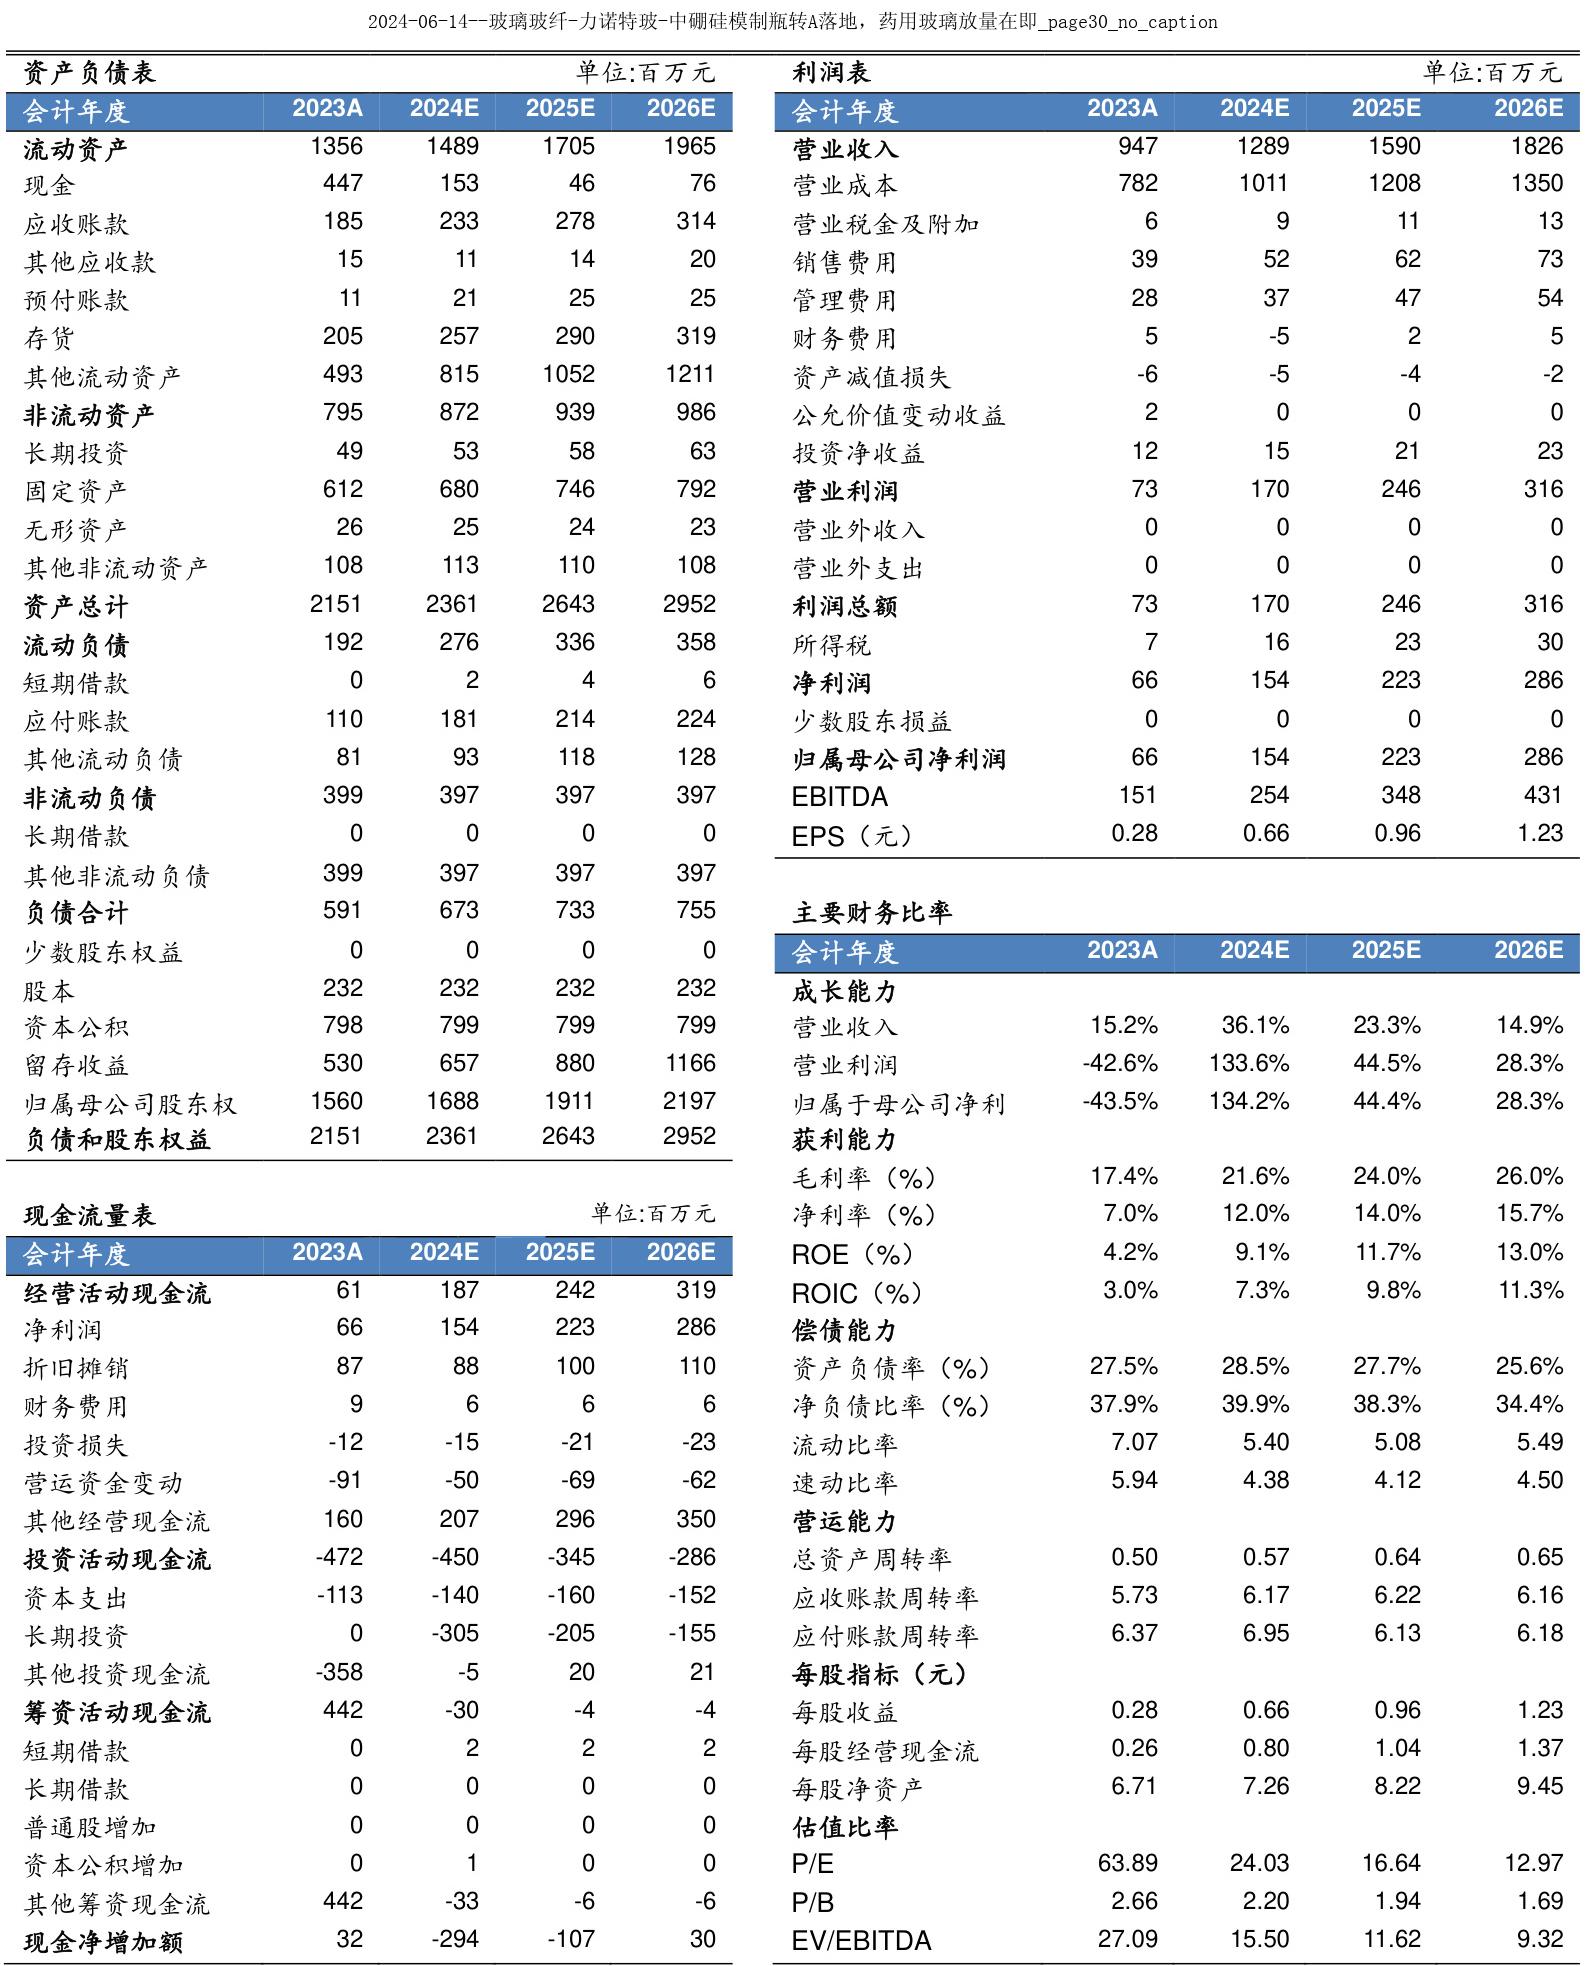 2024-06-14--玻璃玻纤-力诺特玻-中硼硅模制瓶转A落地，药用玻璃放量在即_page30_no_caption
资产负债表 单位:百万元
会计年度 2023A 2024E 2025E 2026E
流动资产 1356 1489 1705 1965
现金 447 153 46 76
应收账款 185 233 278 314
其他应收款 15 11 14 20
预付账款 11 21 25 25
存货 205 257 290 319
其他流动资产 493 815 1052 1211
非流动资产 795 872 939 986
长期投资 49 53 58 63
固定资产 612 680 746 792
无形资产 26 25 24 23
其他非流动资产 108 113 110 108
资产总计 2151 2361 2643 2952
流动负债 192 276 336 358
短期借款 0 2 4 6
应付账款 110 181 214 224
其他流动负债 81 93 118 128
非流动负债 399 397 397 397
长期借款 0 0 0 0
其他非流动负债 399 397 397 397
负债合计 591 673 733 755
少数股东权益 0 0 0 0
股本 232 232 232 232
资本公积 798 799 799 799
留存收益 530 657 880 1166
归属母公司股东权 1560 1688 1911 2197
负债和股东权益 2151 2361 2643 2952
现金流量表 单位:百万元
会计年度 2023A 2024E 2025E 2026E
经营活动现金流 61 187 242 319
净利润 66 154 223 286
折旧摊销 87 88 100 110
财务费用 9 6 6 6
投资损失 -12 -15 -21 -23
营运资金变动 -91 -50 -69 -62
其他经营现金流 160 207 296 350
投资活动现金流 -472 -450 -345 -286
资本支出 -113 -140 -160 -152
长期投资 0 -305 -205 -155
其他投资现金流 -358 -5 20 21
筹资活动现金流 442 -30 -4 -4
短期借款 0 2 2 2
长期借款 0 0 0 0
普通股增加 0 0 0 0
资本公积增加 0 1 0 0
其他筹资现金流 442 -33 -6 -6
现金净增加额 32 -294 -107 30
利润表 单位:百万元
会计年度 2023A 2024E 2025E 2026E
营业收入 947 1289 1590 1826
营业成本 782 1011 1208 1350
营业税金及附加 6 9 11 13
销售费用 39 52 62 73
管理费用 28 37 47 54
财务费用 5 -5 2 5
资产减值损失 -6 -5 -4 -2
公允价值变动收益 2 0 0 0
投资净收益 12 15 21 23
营业利润 73 170 246 316
营业外收入 0 0 0 0
营业外支出 0 0 0 0
利润总额 73 170 246 316
所得税 7 16 23 30
净利润 66 154 223 286
少数股东损益 0 0 0 0
归属母公司净利润 66 154 223 286
EBITDA 151 254 348 431
EPS（元） 0.28 0.66 0.96 1.23
主要财务比率
会计年度 2023A 2024E 2025E 2026E
成长能力
营业收入 15.2% 36.1% 23.3% 14.9%
营业利润 -42.6% 133.6% 44.5% 28.3%
归属于母公司净利 -43.5% 134.2% 44.4% 28.3%
获利能力
毛利率（%） 17.4% 21.6% 24.0% 26.0%
净利率（%） 7.0% 12.0% 14.0% 15.7%
ROE（%） 4.2% 9.1% 11.7% 13.0%
ROIC（%） 3.0% 7.3% 9.8% 11.3%
偿债能力
资产负债率（%） 27.5% 28.5% 27.7% 25.6%
净负债比率（%） 37.9% 39.9% 38.3% 34.4%
流动比率 7.07 5.40 5.08 5.49
速动比率 5.94 4.38 4.12 4.50
营运能力
总资产周转率 0.50 0.57 0.64 0.65
应收账款周转率 5.73 6.17 6.22 6.16
应付账款周转率 6.37 6.95 6.13 6.18
每股指标（元）
每股收益 0.28 0.66 0.96 1.23
每股经营现金流 0.26 0.80 1.04 1.37
每股净资产 6.71 7.26 8.22 9.45
估值比率
P/E 63.89 24.03 16.64 12.97
P/B 2.66 2.20 1.94 1.69
EV/EBITDA 27.09 15.50 11.62 9.32